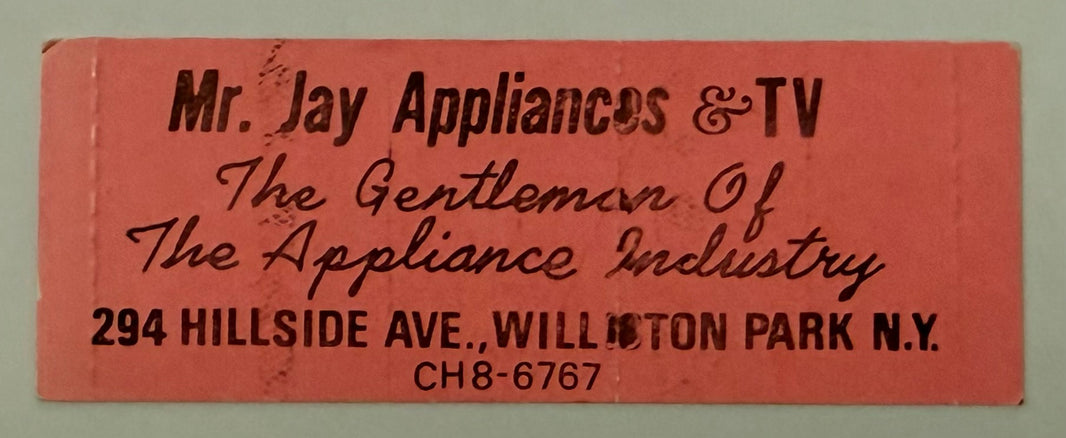 Mr. Jay Appliances & TV
The Gentleman Of
The Appliance Industry
294 HILLSIDE AVE., WILLISTON PARK N.Y.
CH8-6767